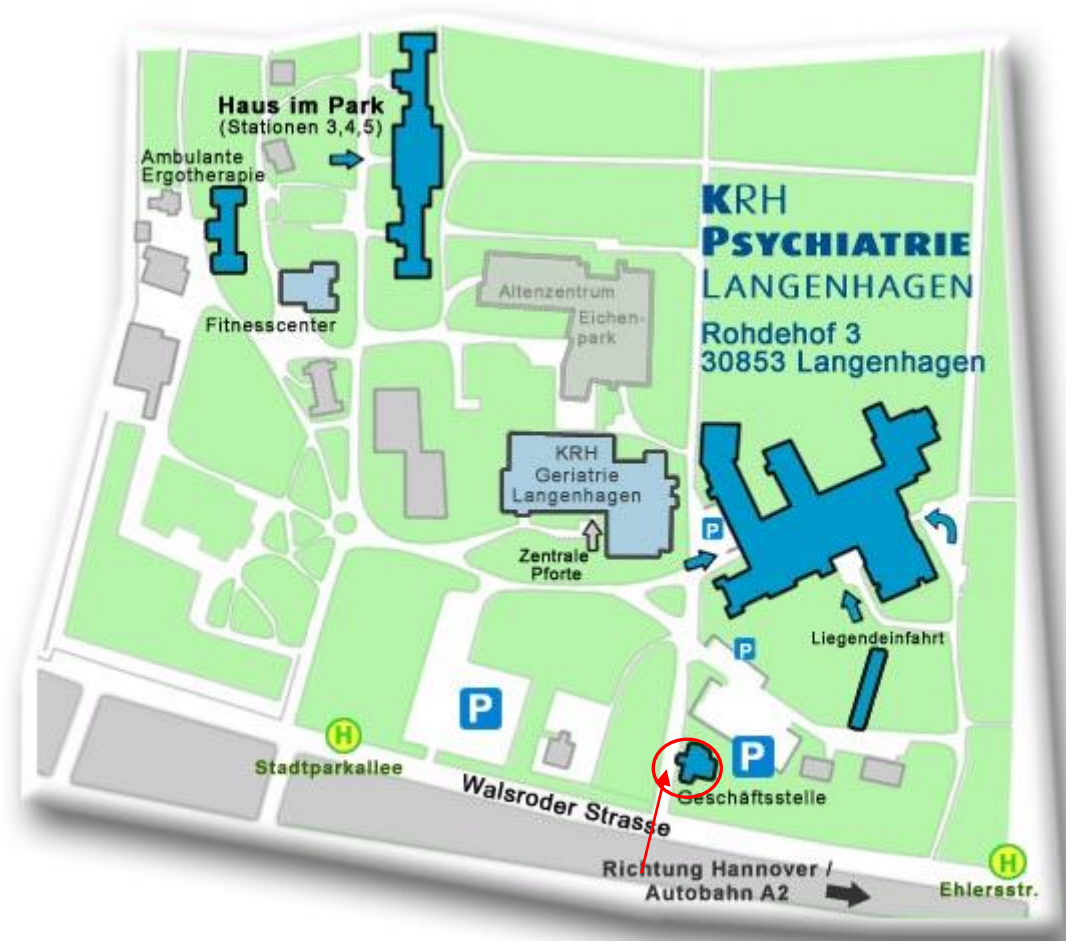 Haus im Park
(Stationen 3,4,5)
Ambulante
Ergotherapie
KRH
PSYCHIATRIE
LANGENHAGEN
Rohdehof 3
30853 Langenhagen
Fitnesscenter
Altenzentrum
Eichen-
park
KRH
Geriatrie
Langenhagen
P
Zentrale
Pforte
Liegendeinfahrt
P
P
H
Stadtparkallee
P
Geschäftsstelle
Walsroder Strasse
Richtung Hannover /
Autobahn A2
H
Ehlersstr.